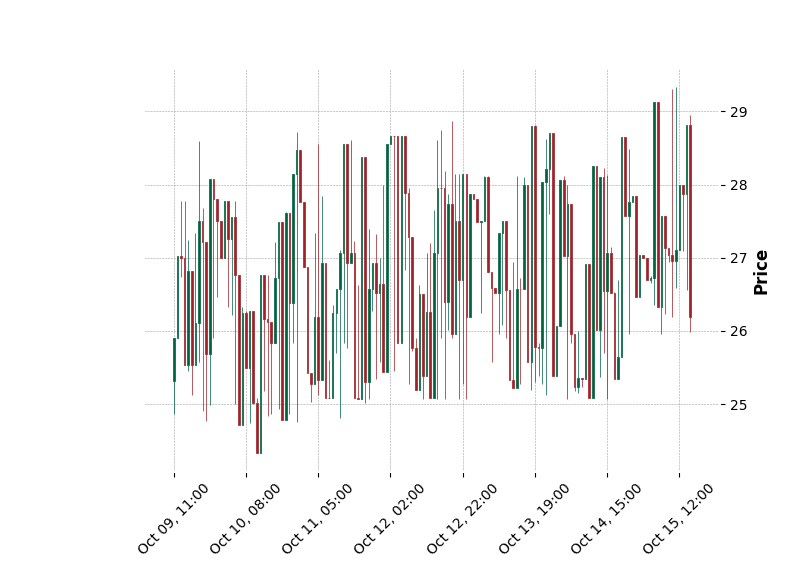 29
28
27
26
25
Price
Oct 09, 11:00
Oct 10, 08:00
Oct 11, 05:00
Oct 12, 02:00
Oct 12, 22:00
Oct 13, 19:00
Oct 14, 15:00
Oct 15, 12:00